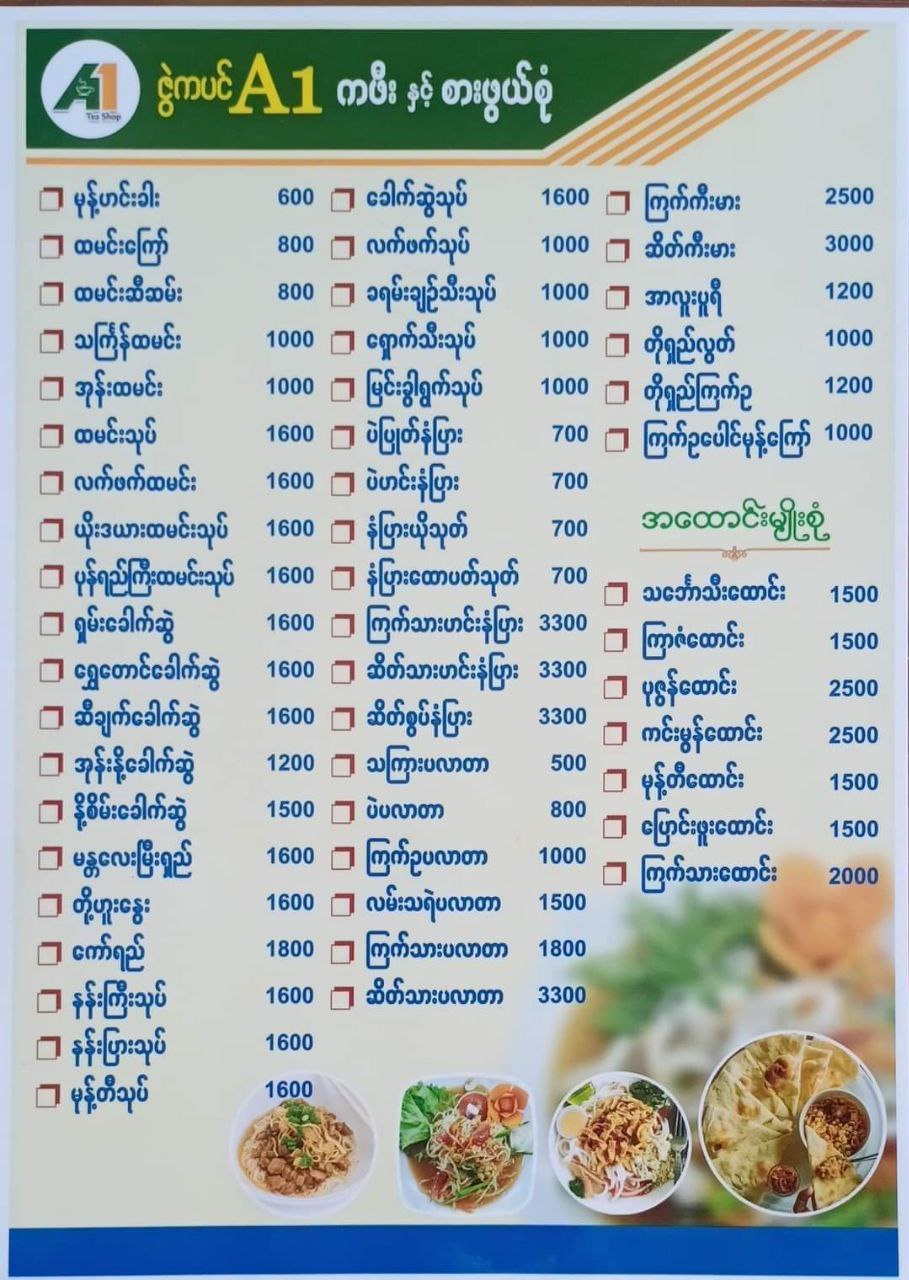 A1
Tea Shop
ဇွဲကပင် A1 ကဖီး နှင့် စားဖွယ်စုံ
မုန့်ဟင်းခါး 600
ထမင်းကြော် 800
ထမင်းဆီဆမ်း 800
သင်္ကြန်ထမင်း 1000
အုန်းထမင်း 1000
ထမင်းသုပ် 1600
လက်ဖက်ထမင်း 1600
ယိုးဒယားထမင်းသုပ် 1600
ပုန်ရည်ကြီးထမင်းသုပ် 1600
ရှမ်းခေါက်ဆွဲ 1600
ရွှေတောင်ခေါက်ဆွဲ 1600
ဆီချက်ခေါက်ဆွဲ 1600
အုန်းနို့ခေါက်ဆွဲ 1200
နို့စိမ်းခေါက်ဆွဲ 1500
မန္တလေးမြီးရှည် 1600
တို့ဟူးနွေး 1600
ကော်ရည် 1800
နန်းကြီးသုပ် 1600
နန်းပြားသုပ် 1600
မုန့်တီသုပ် 1600
ခေါက်ဆွဲသုပ် 1600
လက်ဖက်သုပ် 1000
ခရမ်းချဉ်သီးသုပ် 1000
ရှောက်သီးသုပ် 1000
မြင်းခွါရွက်သုပ် 1000
ပဲပြုတ်နံပြား 700
ပဲဟင်းနံပြား 700
နံပြားယိုသုတ် 700
နံပြားထောပတ်သုတ် 700
ကြက်သားဟင်းနံပြား 3300
ဆိတ်သားဟင်းနံပြား 3300
ဆိတ်စွပ်နံပြား 3300
သကြားပလာတာ 500
ပဲပလာတာ 800
ကြက်ဥပလာတာ 1000
လမ်းသရဲပလာတာ 1500
ကြက်သားပလာတာ 1800
ဆိတ်သားပလာတာ 3300
ကြက်ကီးမား 2500
ဆိတ်ကီးမား 3000
အာလူးပူရီ 1200
တိုရှည်လွတ် 1000
တိုရှည်ကြက်ဥ 1200
ကြက်ဥပေါင်မုန့်ကြော် 1000
အထောင်းမျိုးစုံ
သင်္ဘောသီးထောင်း 1500
ကြာဇံထောင်း 1500
ပုဇွန်ထောင်း 2500
ကင်းမွန်ထောင်း 2500
မုန့်တီထောင်း 1500
ပြောင်းဖူးထောင်း 1500
ကြက်သားထောင်း 2000